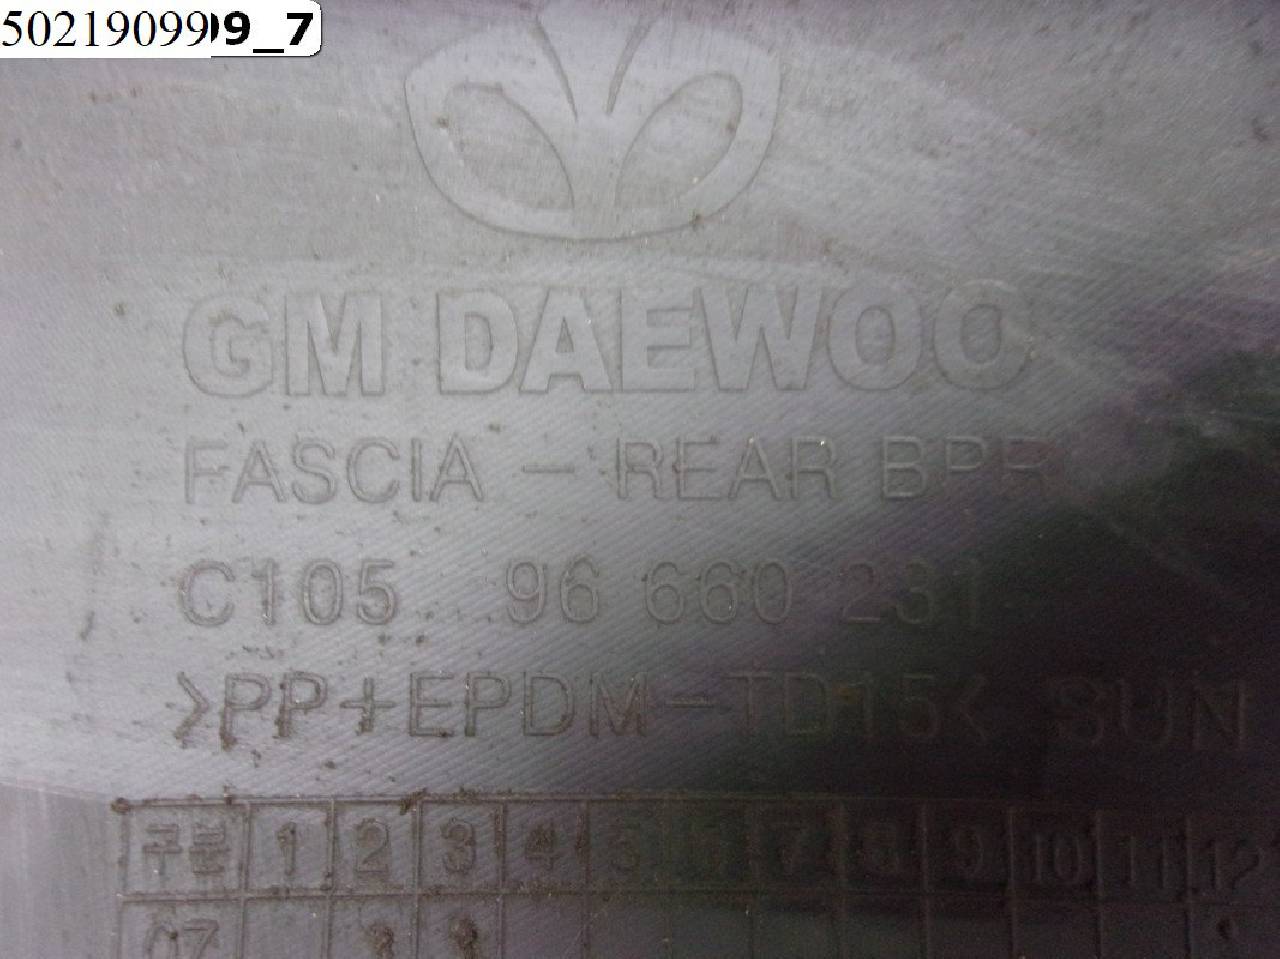 502190999_7
GM DAEWOO
FASCIA - REAR BPR
C105 96 660 231
>PP+EPDM-TD15< SUN
구분 1 2 3 4 5 6 7 8 9 10 11 12
07